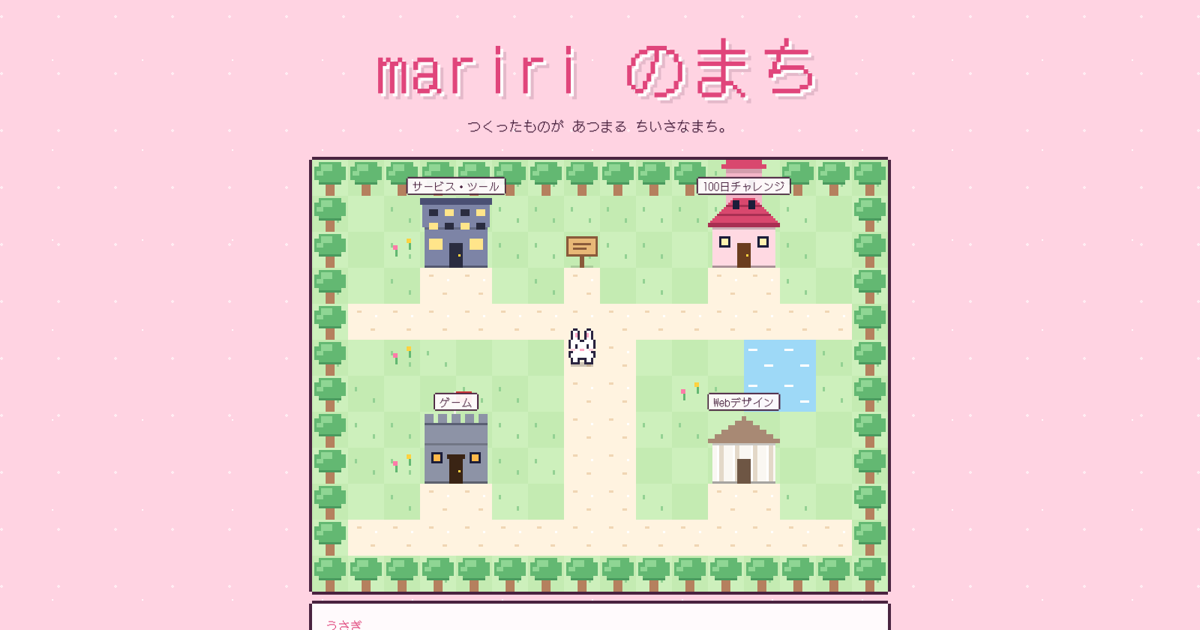 mariri のまち
つくったものが あつまる ちいさなまち。
サービス・ツール
100日チャレンジ
ゲーム
Webデザイン
うさぎ